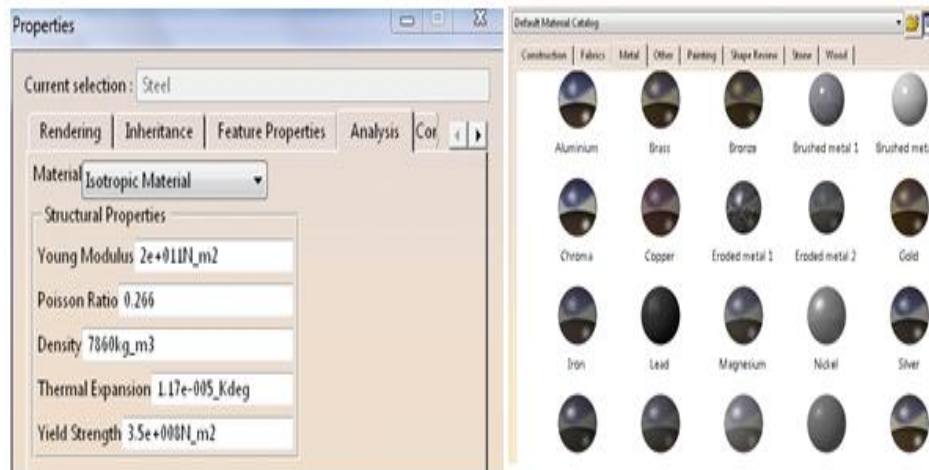 Properties
Current selection : Steel
Rendering Inheritance Feature Properties Analysis Cor
Material Isotropic Material
Structural Properties
Young Modulus 2e+011N_m2
Poisson Ratio 0.266
Density 7860kg_m3
Thermal Expansion 1.17e-005_Kdeg
Yield Strength 3.5e+008N_m2
Default Material Catalog
Construction Fabrics Metal Other Painting Shape Review Stone Wood
Aluminium Brass Bronze Brushed metal 1 Brushed met
Chroma Copper Eroded metal 1 Eroded metal 2 Gold
Iron Lead Magnesium Nickel Silver